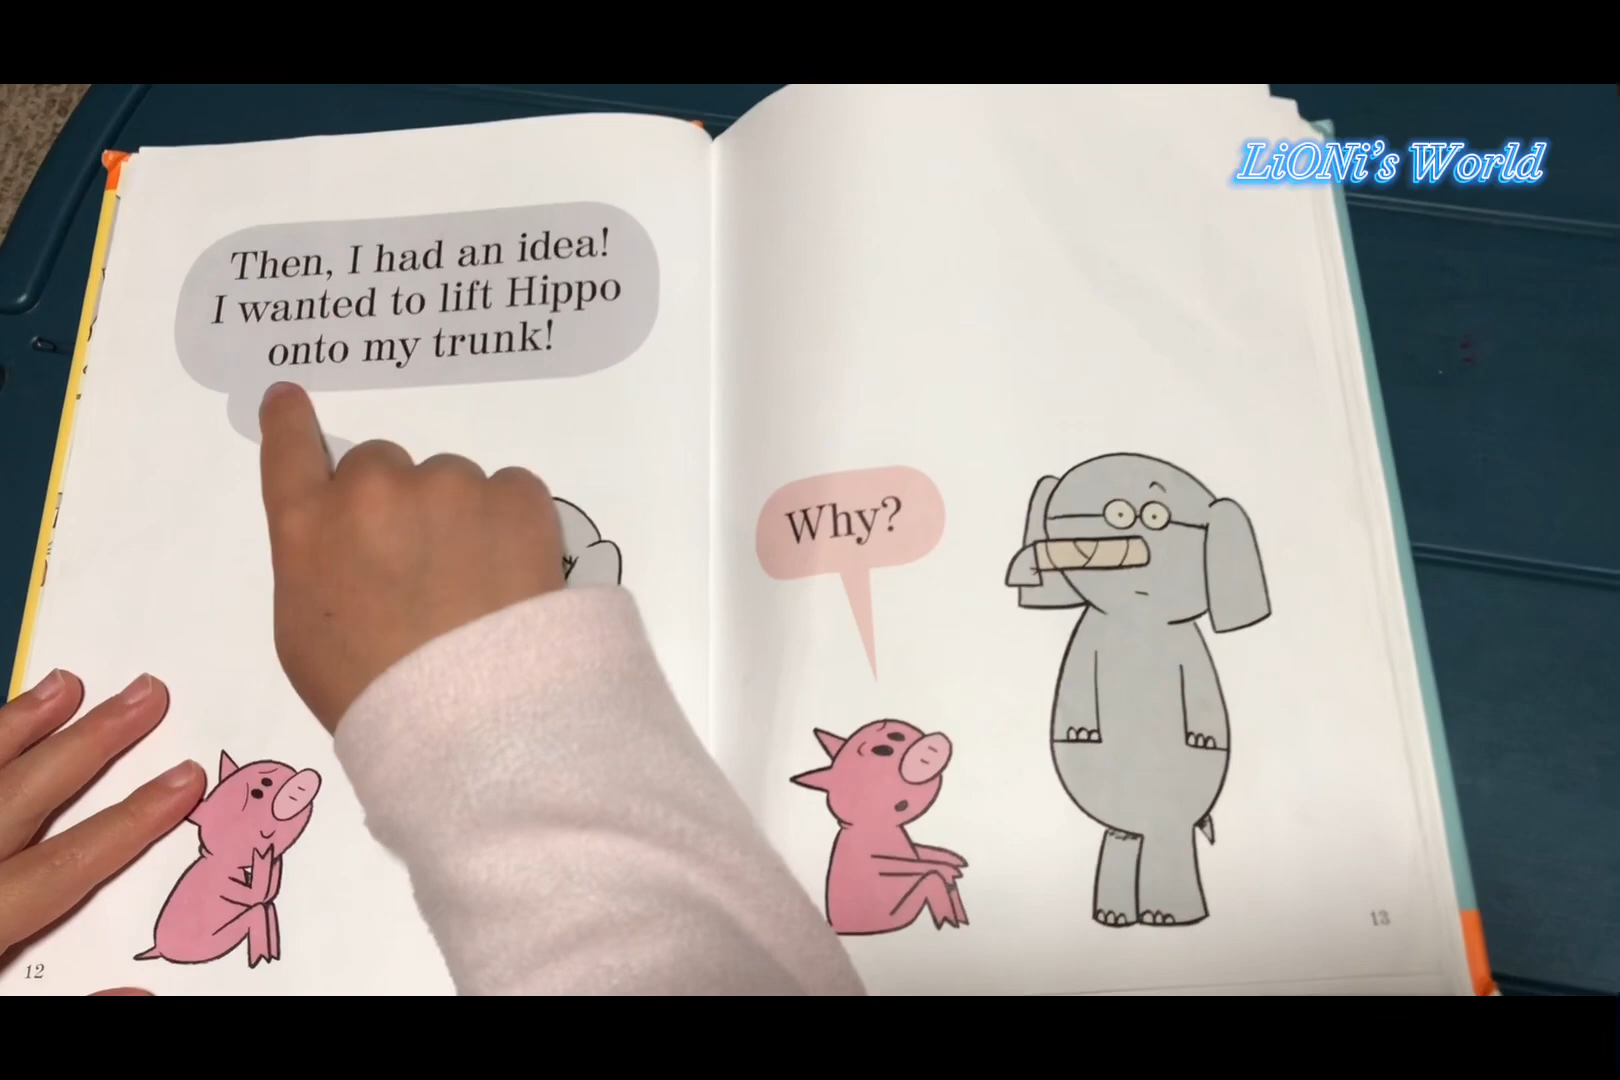 LiONi's World
Then, I had an idea!
I wanted to lift Hippo
onto my trunk!
Why?
12
13